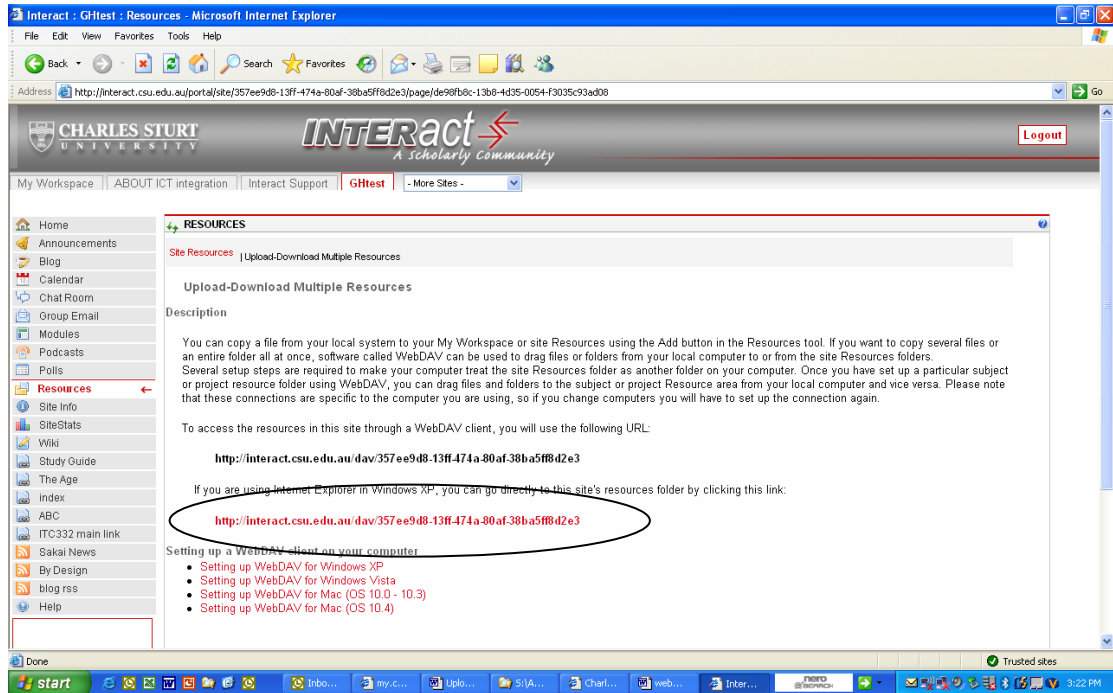 Interact : GHtest : Resources - Microsoft Internet Explorer
File Edit View Favorites Tools Help
Back Search Favorites
Address http://interact.csu.edu.au/portal/site/357ee9d8-13ff-474a-80af-38ba5ff8d2e3/page/de98fb8c-13b8-4d35-0054-f3035c93ad08 Go
CHARLES STURT
UNIVERSITY
INTERact
A Scholarly Community
Logout
My Workspace ABOUT ICT integration Interact Support GHtest - More Sites -
Home
Announcements
Blog
Calendar
Chat Room
Group Email
Modules
Podcasts
Polls
Resources
Site Info
SiteStats
Wiki
Study Guide
The Age
index
ABC
ITC332 main link
Sakai News
By Design
blog rss
Help
RESOURCES
Site Resources | Upload-Download Multiple Resources
Upload-Download Multiple Resources
Description
You can copy a file from your local system to your My Workspace or site Resources using the Add button in the Resources tool. If you want to copy several files or
an entire folder all at once, software called WebDAV can be used to drag files or folders from your local computer to or from the site Resources folders.
Several setup steps are required to make your computer treat the site Resources folder as another folder on your computer. Once you have set up a particular subject
or project resource folder using WebDAV, you can drag files and folders to the subject or project Resource area from your local computer and vice versa. Please note
that these connections are specific to the computer you are using, so if you change computers you will have to set up the connection again.
To access the resources in this site through a WebDAV client, you will use the following URL:
http://interact.csu.edu.au/dav/357ee9d8-13ff-474a-80af-38ba5ff8d2e3
If you are using Internet Explorer in Windows XP, you can go directly to this site's resources folder by clicking this link:
http://interact.csu.edu.au/dav/357ee9d8-13ff-474a-80af-38ba5ff8d2e3
Setting up a WebDAV client on your computer
• Setting up WebDAV for Windows XP
• Setting up WebDAV for Windows Vista
• Setting up WebDAV for Mac (OS 10.0 - 10.3)
• Setting up WebDAV for Mac (OS 10.4)
Done Trusted sites
start Inbo... my.c... Uplo... S:\A... Charl... web... Inter... nero SEARCH 3:22 PM